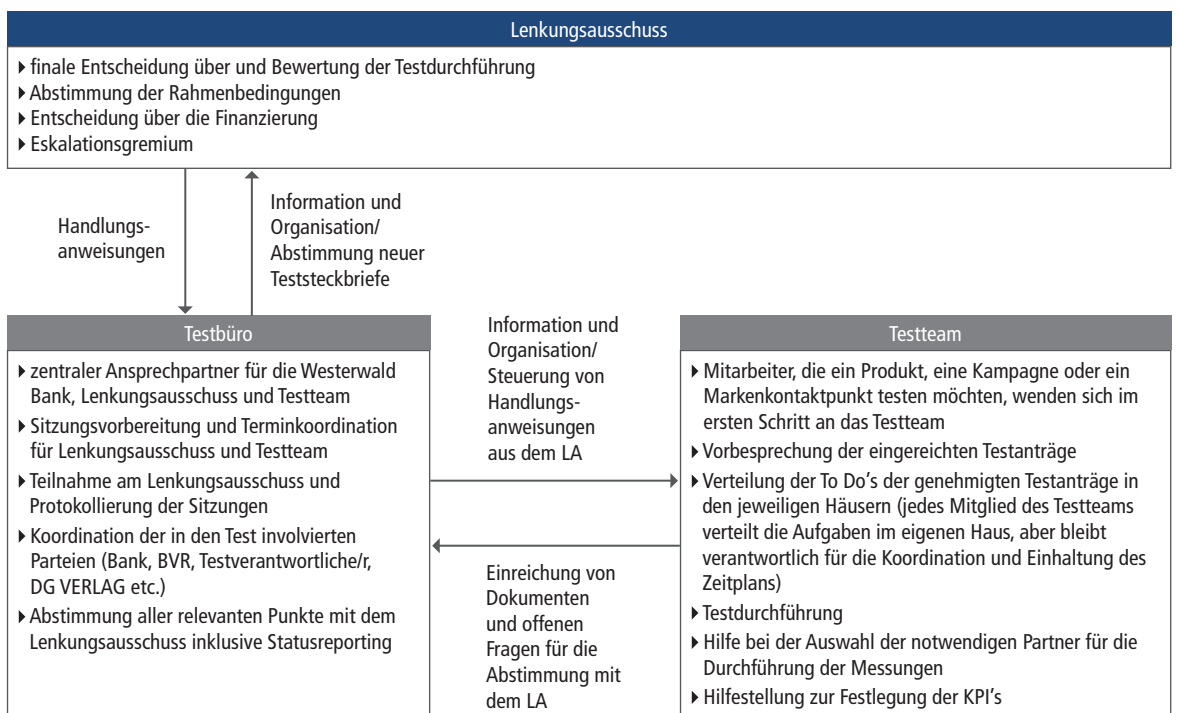 Lenkungsausschuss
▸ finale Entscheidung über und Bewertung der Testdurchführung
▸ Abstimmung der Rahmenbedingungen
▸ Entscheidung über die Finanzierung
▸ Eskalationsgremium
Handlungs-
anweisungen
Information und
Organisation/
Abstimmung neuer
Teststeckbriefe
Testbüro
▸ zentraler Ansprechpartner für die Westerwald
Bank, Lenkungsausschuss und Testteam
▸ Sitzungsvorbereitung und Terminkoordination
für Lenkungsausschuss und Testteam
▸ Teilnahme am Lenkungsausschuss und
Protokollierung der Sitzungen
▸ Koordination der in den Test involvierten
Parteien (Bank, BVR, Testverantwortliche/r,
DG VERLAG etc.)
▸ Abstimmung aller relevanten Punkte mit dem
Lenkungsausschuss inklusive Statusreporting
Information und
Organisation/
Steuerung von
Handlungs-
anweisungen
aus dem LA
Einreichung von
Dokumenten
und offenen
Fragen für die
Abstimmung mit
dem LA
Testteam
▸ Mitarbeiter, die ein Produkt, eine Kampagne oder ein
Markenkontaktpunkt testen möchten, wenden sich im
ersten Schritt an das Testteam
▸ Vorbesprechung der eingereichten Testanträge
▸ Verteilung der To Do's der genehmigten Testanträge in
den jeweiligen Häusern (jedes Mitglied des Testteams
verteilt die Aufgaben im eigenen Haus, aber bleibt
verantwortlich für die Koordination und Einhaltung des
Zeitplans)
▸ Testdurchführung
▸ Hilfe bei der Auswahl der notwendigen Partner für die
Durchführung der Messungen
▸ Hilfestellung zur Festlegung der KPI's